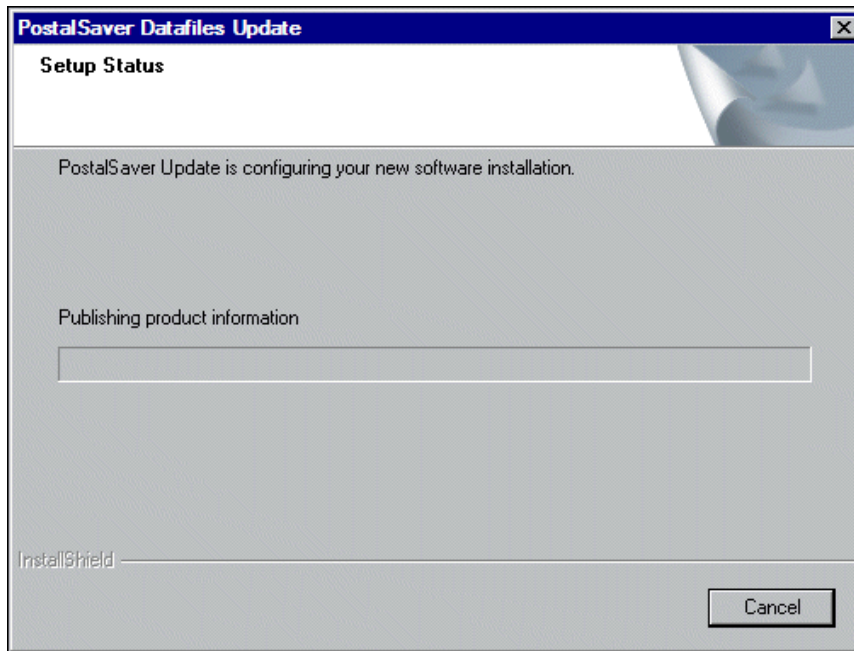 PostalSaver Datafiles Update
Setup Status
PostalSaver Update is configuring your new software installation.
Publishing product information
InstallShield
Cancel